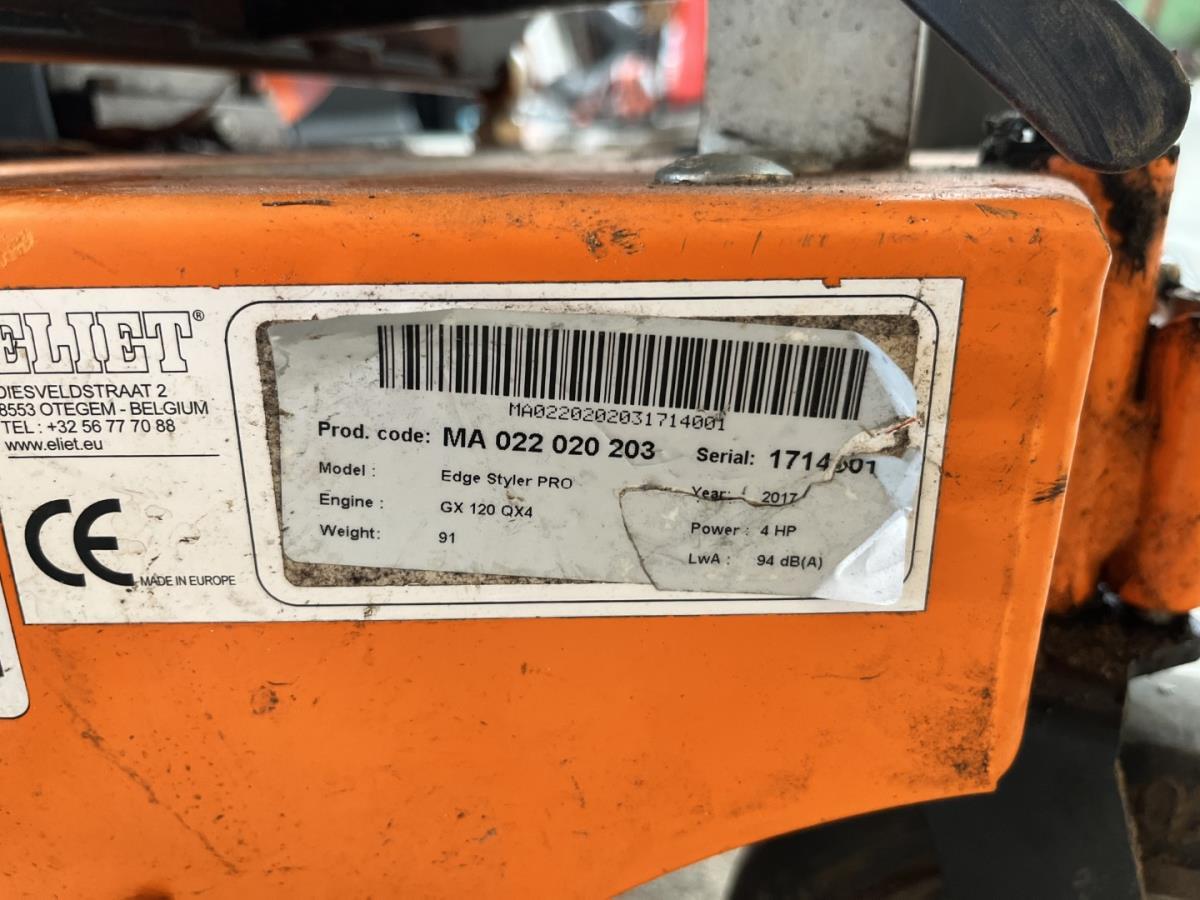 ELIET®
DIESVELDSTRAAT 2
8553 OTEGEM - BELGIUM
TEL : +32 56 77 70 88
www.eliet.eu
CE
MADE IN EUROPE
MA0220202031714001
Prod. code: MA 022 020 203
Serial: 1714001
Model : Edge Styler PRO
Year: 2017
Engine : GX 120 QX4
Power : 4 HP
Weight: 91
LwA : 94 dB(A)